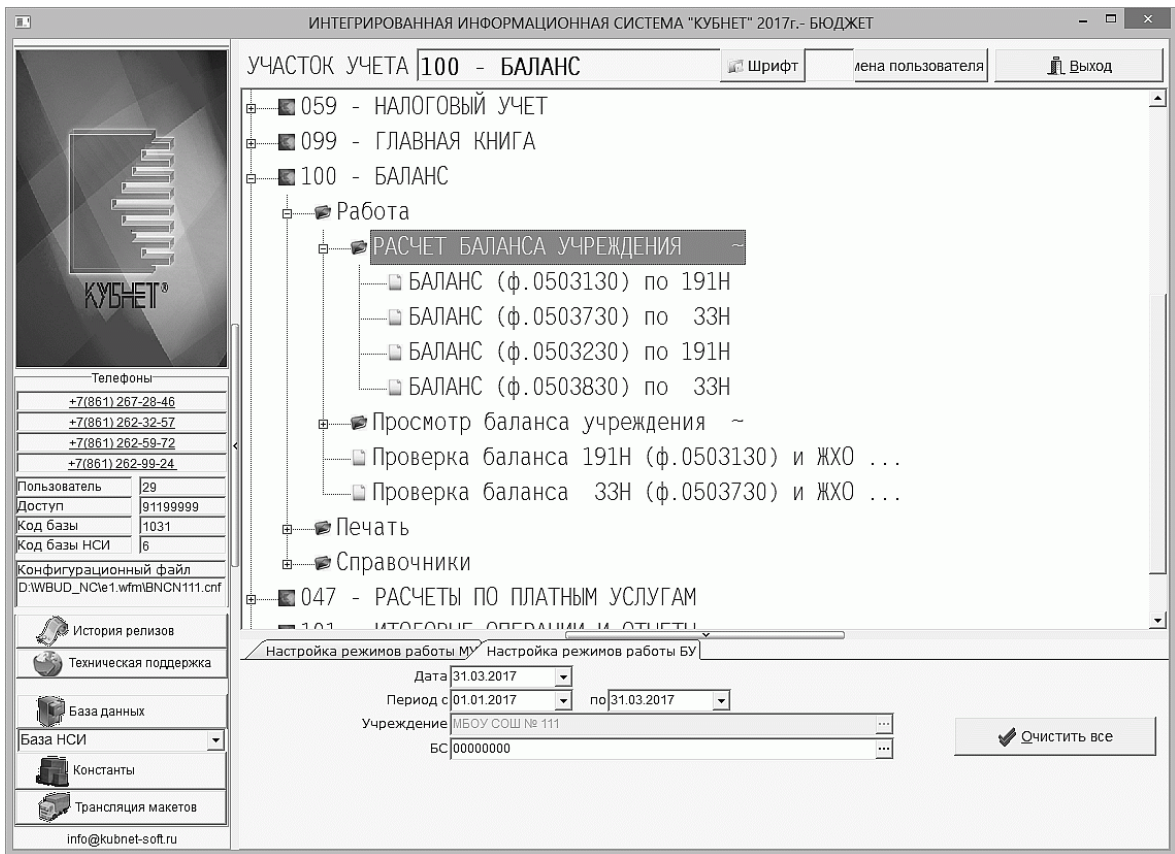 ИНТЕГРИРОВАННАЯ ИНФОРМАЦИОННАЯ СИСТЕМА "КУБНЕТ" 2017г.- БЮДЖЕТ
КУБНЕТ®
Телефоны
+7(861) 267-28-46
+7(861) 262-32-57
+7(861) 262-59-72
+7(861) 262-99-24
Пользователь 29
Доступ 91199999
Код базы 1031
Код базы НСИ 6
Конфигурационный файл
D:\WBUD_NC\e1.wfm\BNCN111.cnf
История релизов
Техническая поддержка
База данных
База НСИ
Константы
Трансляция макетов
info@kubnet-soft.ru
УЧАСТОК УЧЕТА 100 - БАЛАНС Шрифт мена пользователя Выход
059 - НАЛОГОВЫЙ УЧЕТ
099 - ГЛАВНАЯ КНИГА
100 - БАЛАНС
Работа
РАСЧЕТ БАЛАНСА УЧРЕЖДЕНИЯ ~
БАЛАНС (ф.0503130) по 191Н
БАЛАНС (ф.0503730) по 33Н
БАЛАНС (ф.0503230) по 191Н
БАЛАНС (ф.0503830) по 33Н
Просмотр баланса учреждения ~
Проверка баланса 191Н (ф.0503130) и ЖХО ...
Проверка баланса 33Н (ф.0503730) и ЖХО ...
Печать
Справочники
047 - РАСЧЕТЫ ПО ПЛАТНЫМ УСЛУГАМ
101 - ИТОГОВЫЕ ОПЕРАЦИИ И ОТЧЕТЫ
Настройка режимов работы МУ Настройка режимов работы БУ
Дата 31.03.2017
Период с 01.01.2017 по 31.03.2017
Учреждение МБОУ СОШ № 111 ...
БС 00000000 ...
Очистить все